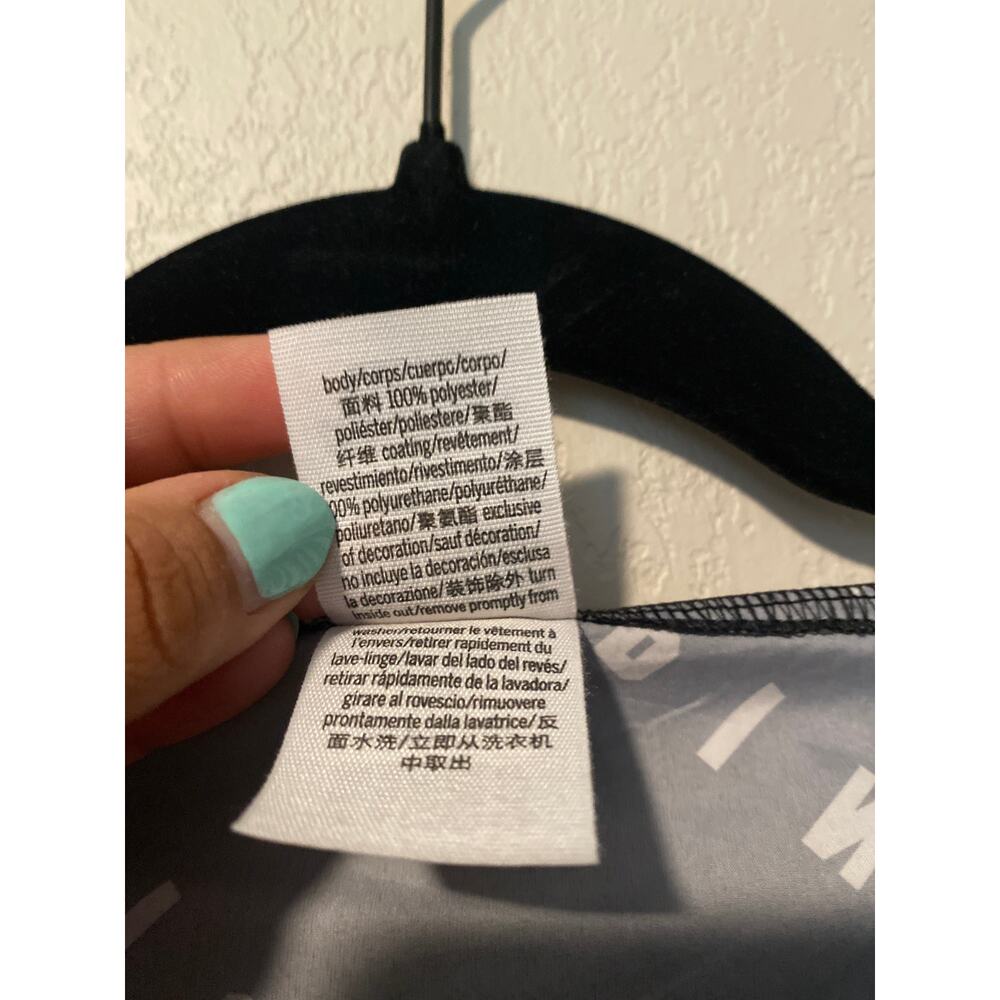 body/corps/cuerpo/corpo/
面料 100% polyester/
poliéster/poliestere/聚酯
纤维 coating/revêtement/
revestimiento/rivestimento/涂层
00% polyurethane/polyuréthane/
poliuretano/聚氨酯 exclusive
of decoration/sauf décoration/
no incluye la decoración/esclusa
la decorazione/装饰除外 turn
inside out/remove promptly from
washer/retourner le vêtement à
l'envers/retirer rapidement du
lave-linge/lavar del lado del revés/
retirar rápidamente de la lavadora/
girare al rovescio/rimuovere
prontamente dalla lavatrice/反
面水洗/立即从洗衣机
中取出